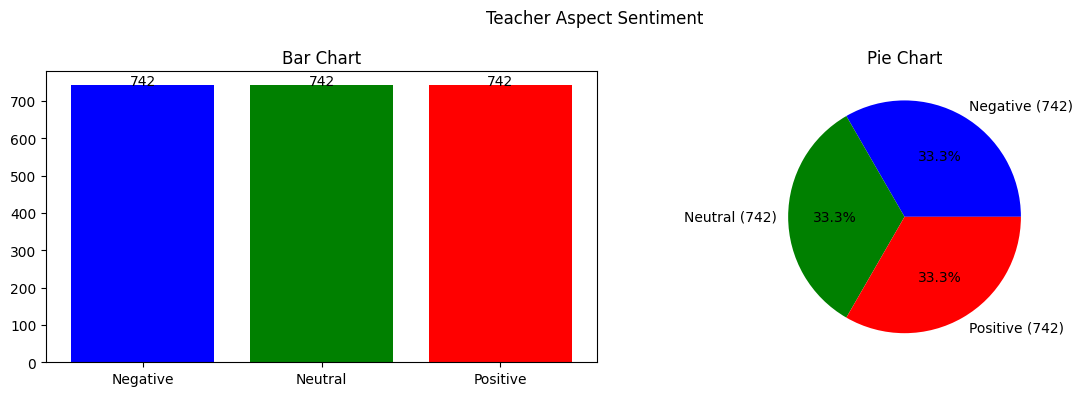 Teacher Aspect Sentiment
Bar Chart
742 742 742
700
600
500
400
300
200
100
0
Negative Neutral Positive
Pie Chart
Negative (742)
33.3%
Neutral (742)
33.3%
33.3%
Positive (742)